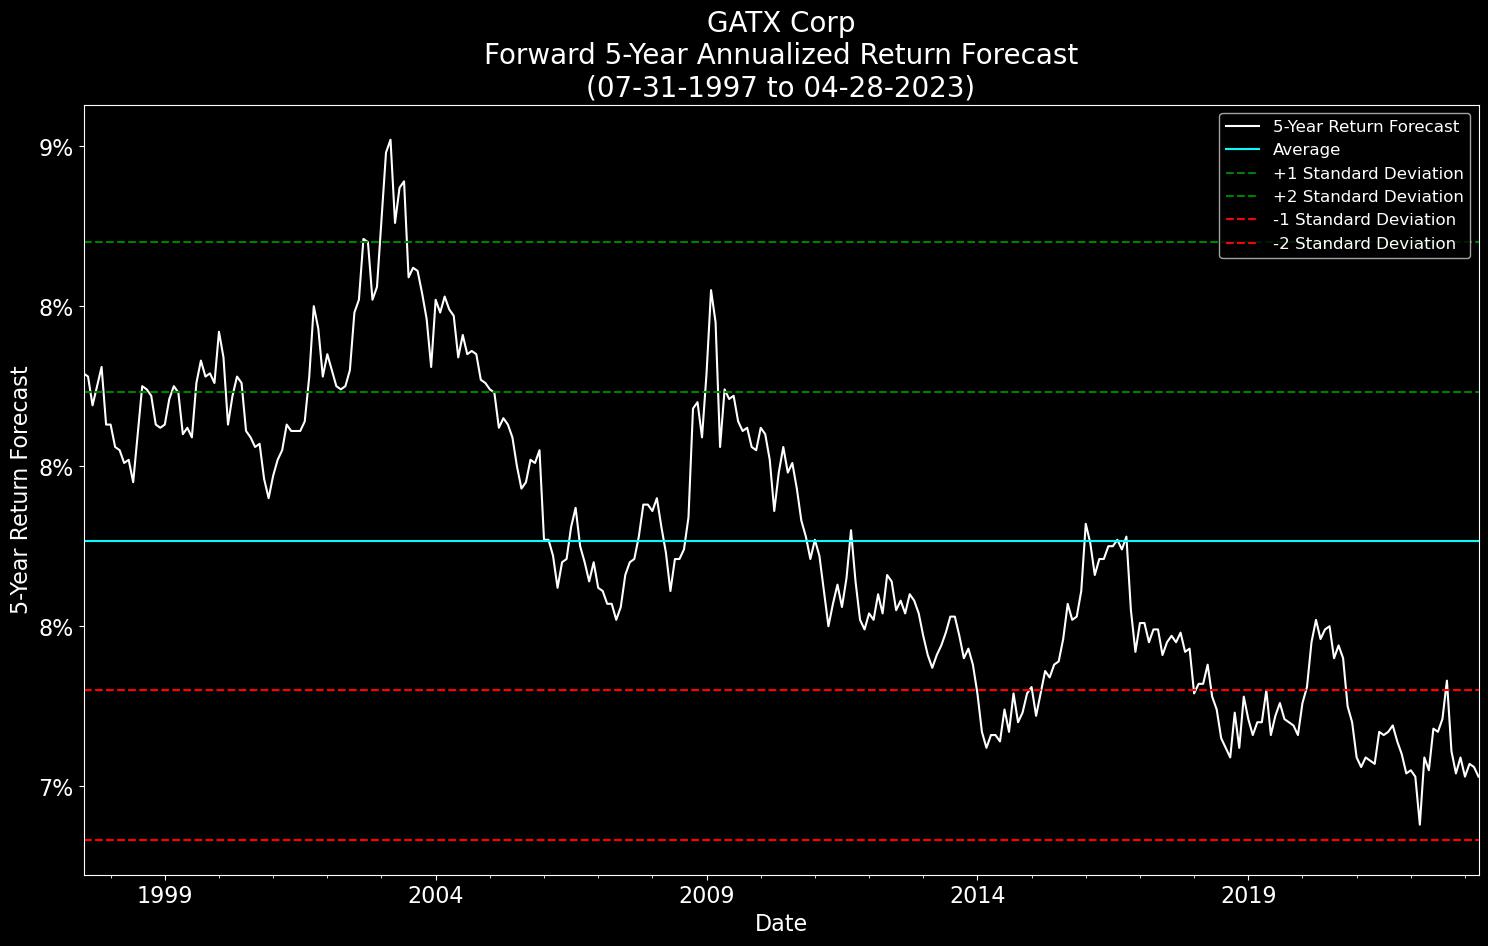 GATX Corp
Forward 5-Year Annualized Return Forecast
(07-31-1997 to 04-28-2023)
5-Year Return Forecast
Average
+1 Standard Deviation
+2 Standard Deviation
-1 Standard Deviation
-2 Standard Deviation
9%
8%
8%
8%
7%
5-Year Return Forecast
1999
2004
2009
2014
2019
Date